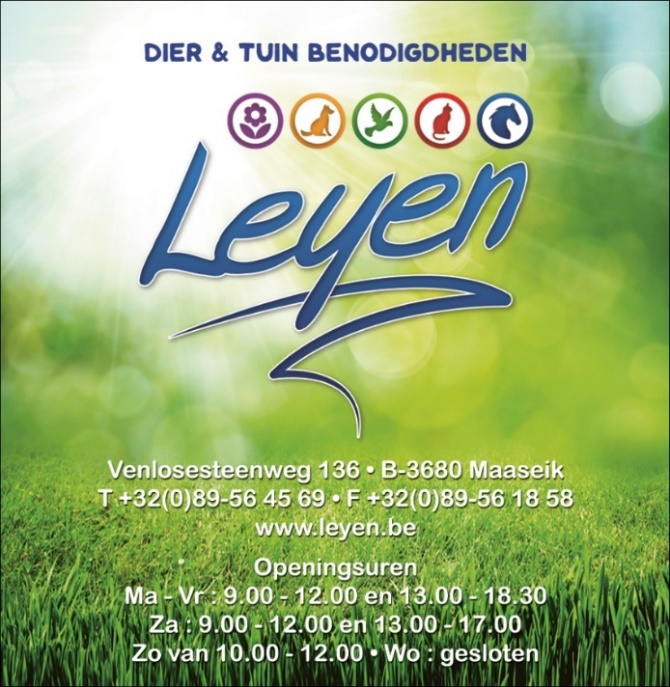 DIER & TUIN BENODIGDHEDEN
Leyen
Venlosesteenweg 136 • B-3680 Maaseik
T +32(0)89-56 45 69 • F +32(0)89-56 18 58
www.leyen.be
Openingsuren
Ma - Vr : 9.00 - 12.00 en 13.00 - 18.30
Za : 9.00 - 12.00 en 13.00 - 17.00
Zo van 10.00 - 12.00 • Wo : gesloten